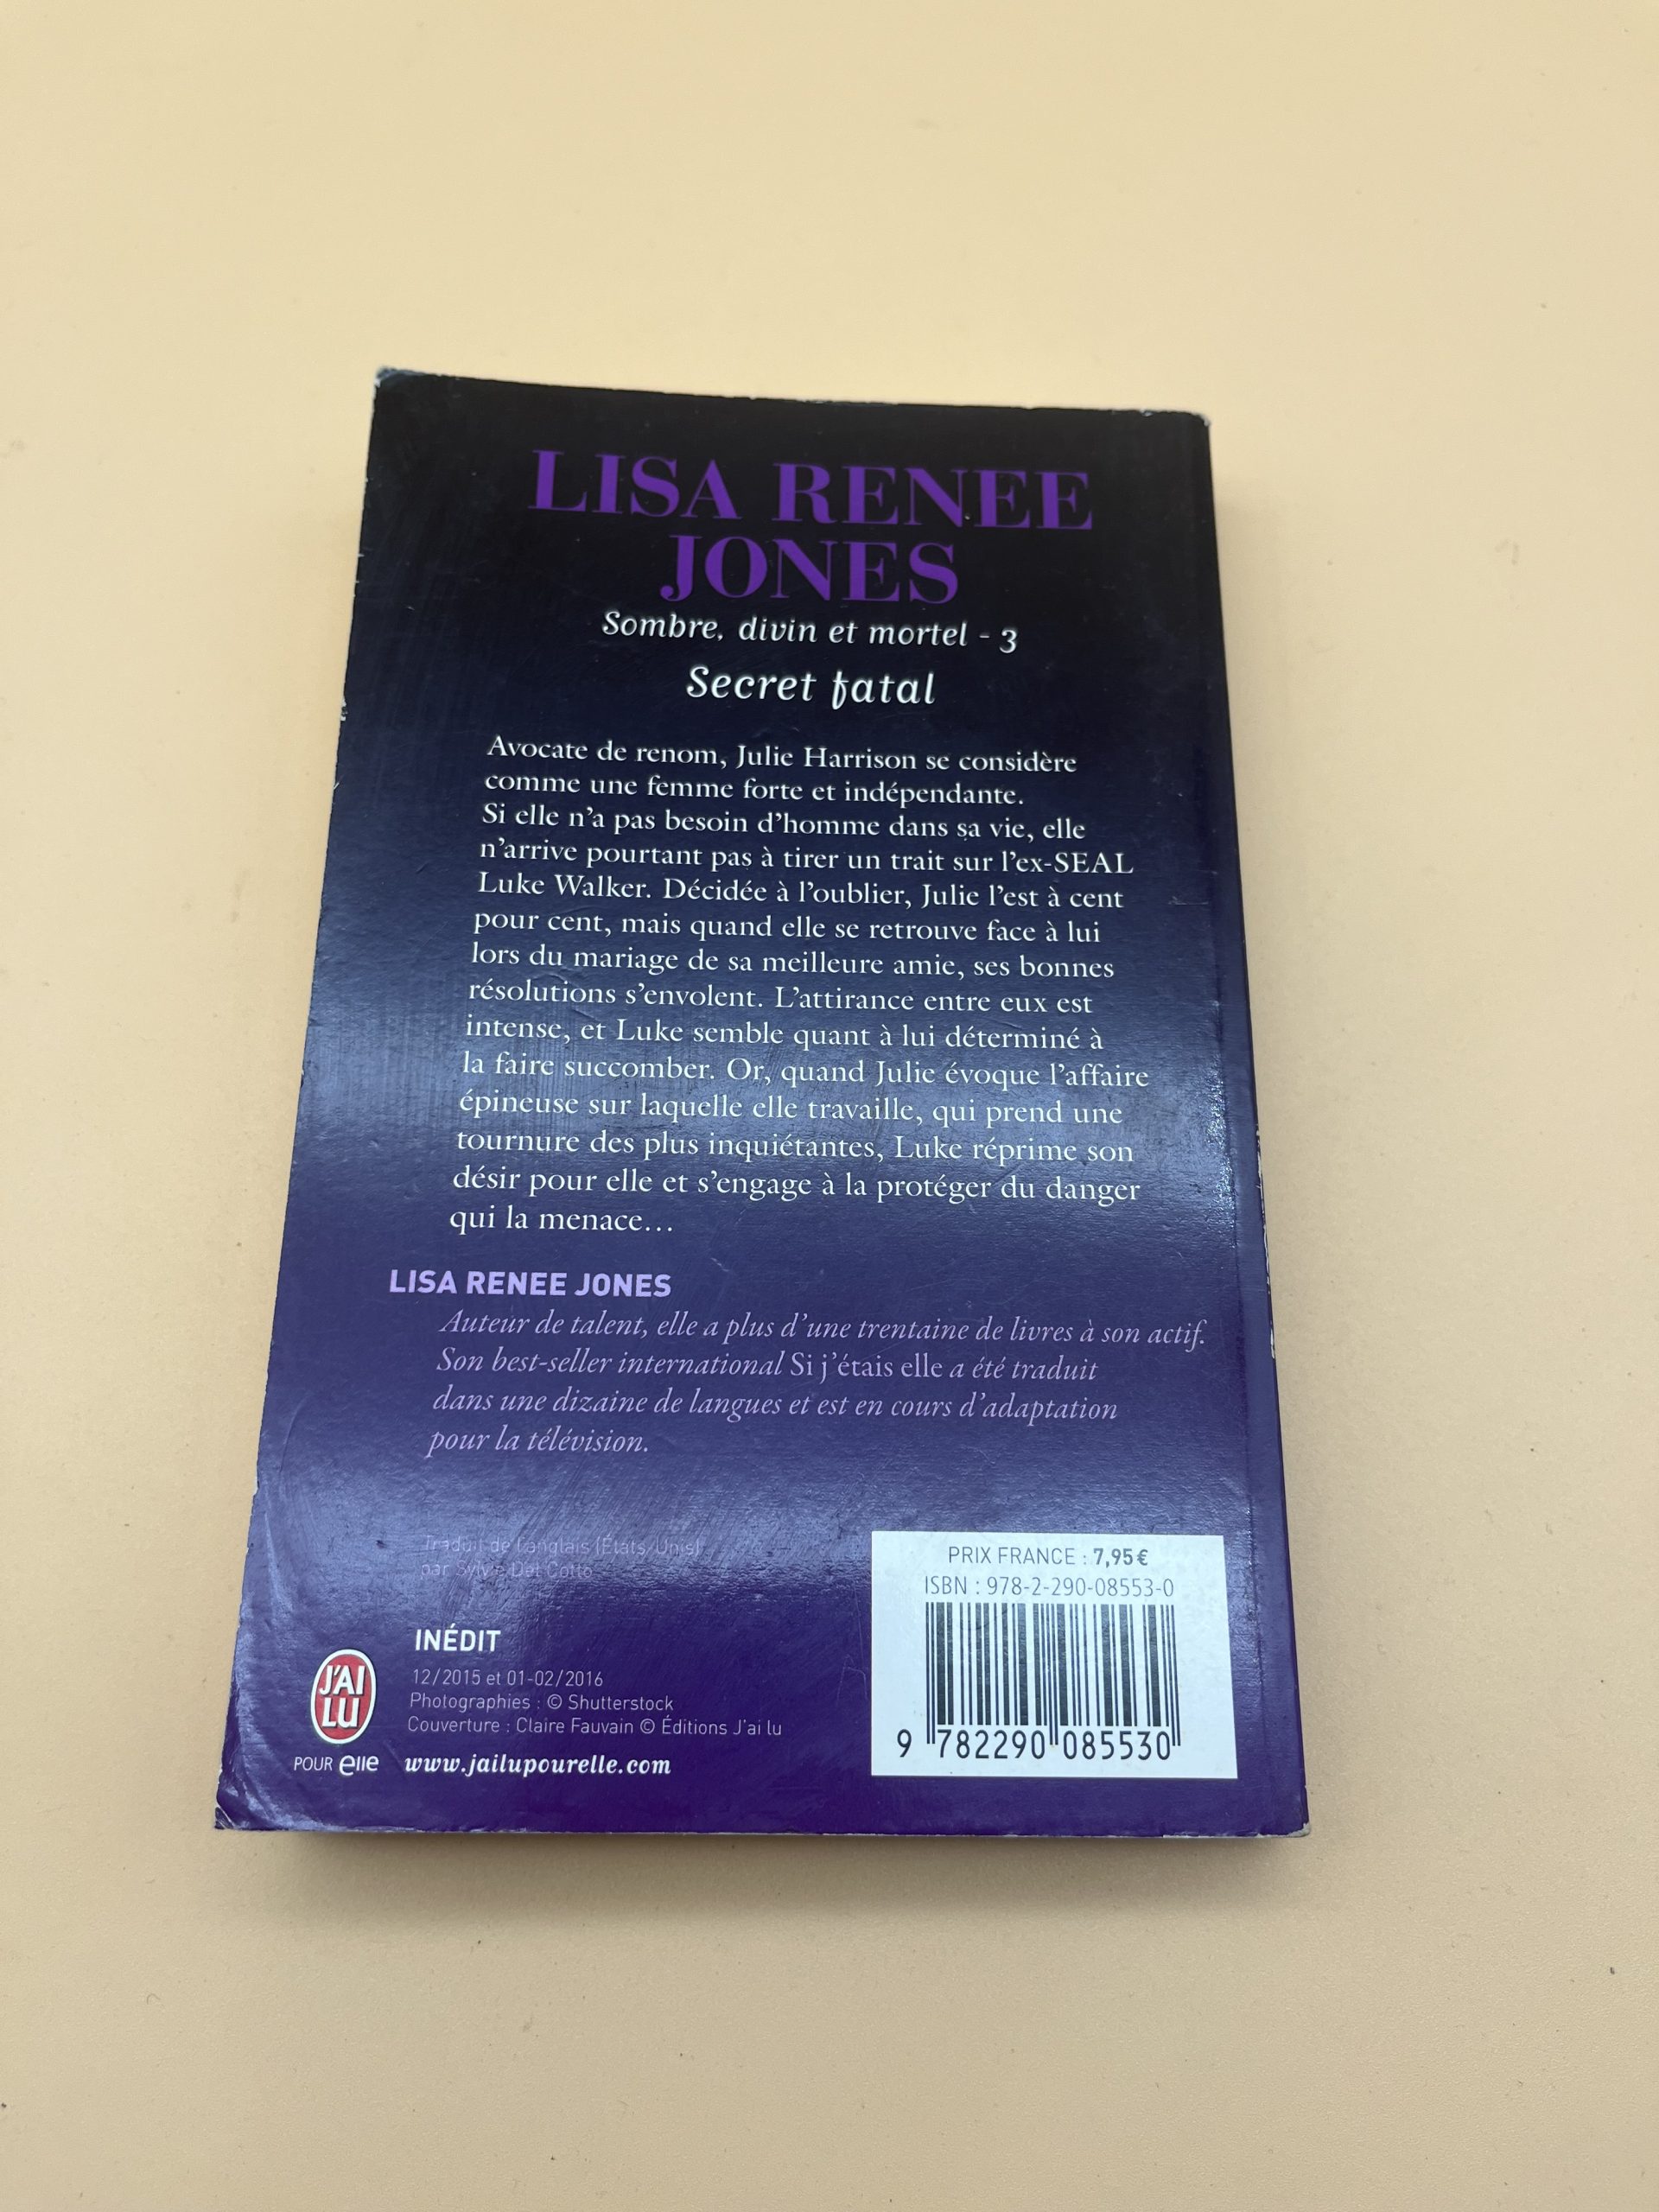 LISA RENEE
JONES
Sombre, divin et mortel - 3
Secret fatal
Avocate de renom, Julie Harrison se considère
comme une femme forte et indépendante.
Si elle n'a pas besoin d'homme dans sa vie, elle
n'arrive pourtant pas à tirer un trait sur l'ex-SEAL
Luke Walker. Décidée à l'oublier, Julie l'est à cent
pour cent, mais quand elle se retrouve face à lui
lors du mariage de sa meilleure amie, ses bonnes
résolutions s'envolent. L'attirance entre eux est
intense, et Luke semble quant à lui déterminé à
la faire succomber. Or, quand Julie évoque l'affaire
épineuse sur laquelle elle travaille, qui prend une
tournure des plus inquiétantes, Luke réprime son
désir pour elle et s'engage à la protéger du danger
qui la menace…
LISA RENEE JONES
Auteur de talent, elle a plus d'une trentaine de livres à son actif.
Son best-seller international Si j'étais elle a été traduit
dans une dizaine de langues et est en cours d'adaptation
pour la télévision.
Traduit de l'anglais (États-Unis)
par Sylvie Del Cotto
PRIX FRANCE : 7,95 €
ISBN : 978-2-290-08553-0
9 782290 085530
INÉDIT
12/2015 et 01-02/2016
Photographies : © Shutterstock
Couverture : Claire Fauvain © Éditions J'ai lu
www.jailupourelle.com
J'AI
LU
POUR elle